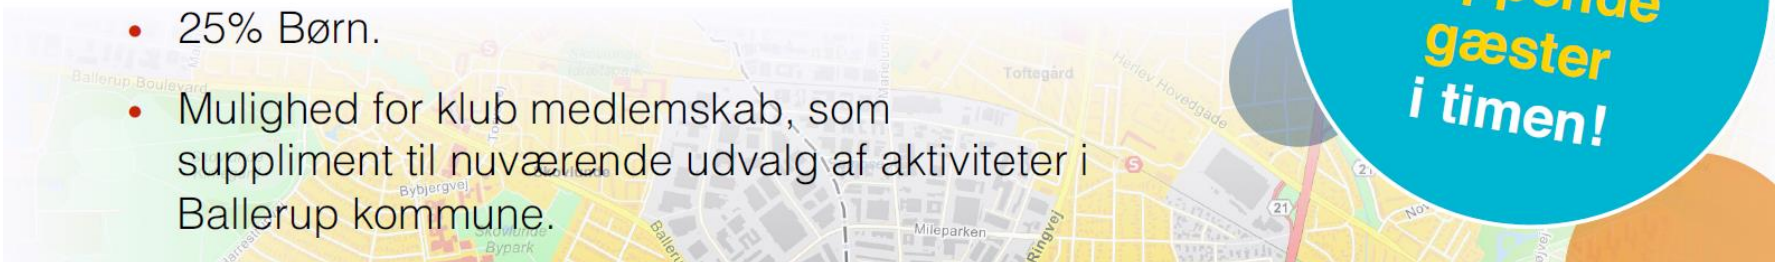 • 25% Børn.
• Mulighed for klub medlemskab, som
suppliment til nuværende udvalg af aktiviteter i
Ballerup kommune.
gæster
i timen!
Ballerup Boulevard
Toftegård
Herlev Hovedgade
S
S
Bybjergvej
Skovlunde
Bypark
Mileparken
Ringvej
21